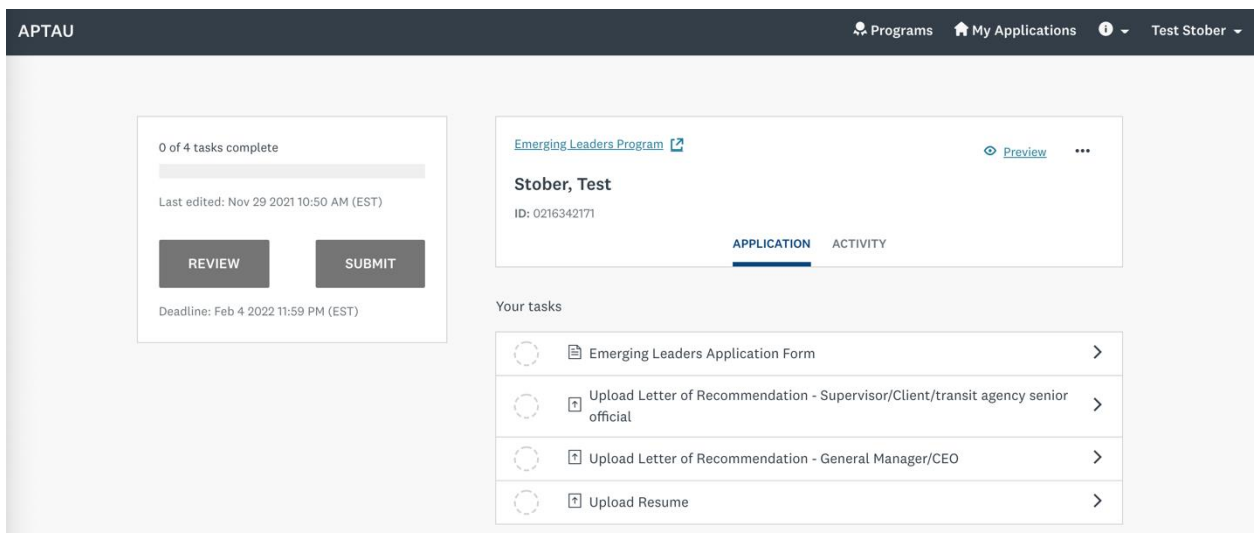 APTAU
Programs
My Applications
Test Stober
0 of 4 tasks complete
Last edited: Nov 29 2021 10:50 AM (EST)
REVIEW
SUBMIT
Deadline: Feb 4 2022 11:59 PM (EST)
Emerging Leaders Program
Preview
Stober, Test
ID: 0216342171
APPLICATION
ACTIVITY
Your tasks
Emerging Leaders Application Form
Upload Letter of Recommendation - Supervisor/Client/transit agency senior
official
Upload Letter of Recommendation - General Manager/CEO
Upload Resume